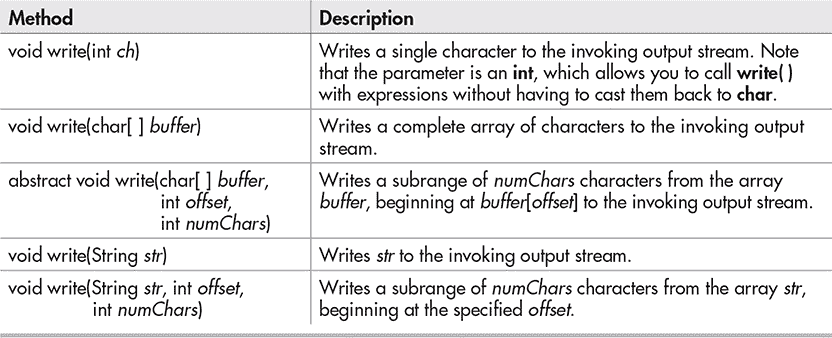 Method Description
void write(int ch) Writes a single character to the invoking output stream. Note
that the parameter is an int, which allows you to call write( )
with expressions without having to cast them back to char.
void write(char[ ] buffer) Writes a complete array of characters to the invoking output
stream.
abstract void write(char[ ] buffer, Writes a subrange of numChars characters from the array
int offset, buffer, beginning at buffer[offset] to the invoking output stream.
int numChars)
void write(String str) Writes str to the invoking output stream.
void write(String str, int offset, Writes a subrange of numChars characters from the array str,
int numChars) beginning at the specified offset.